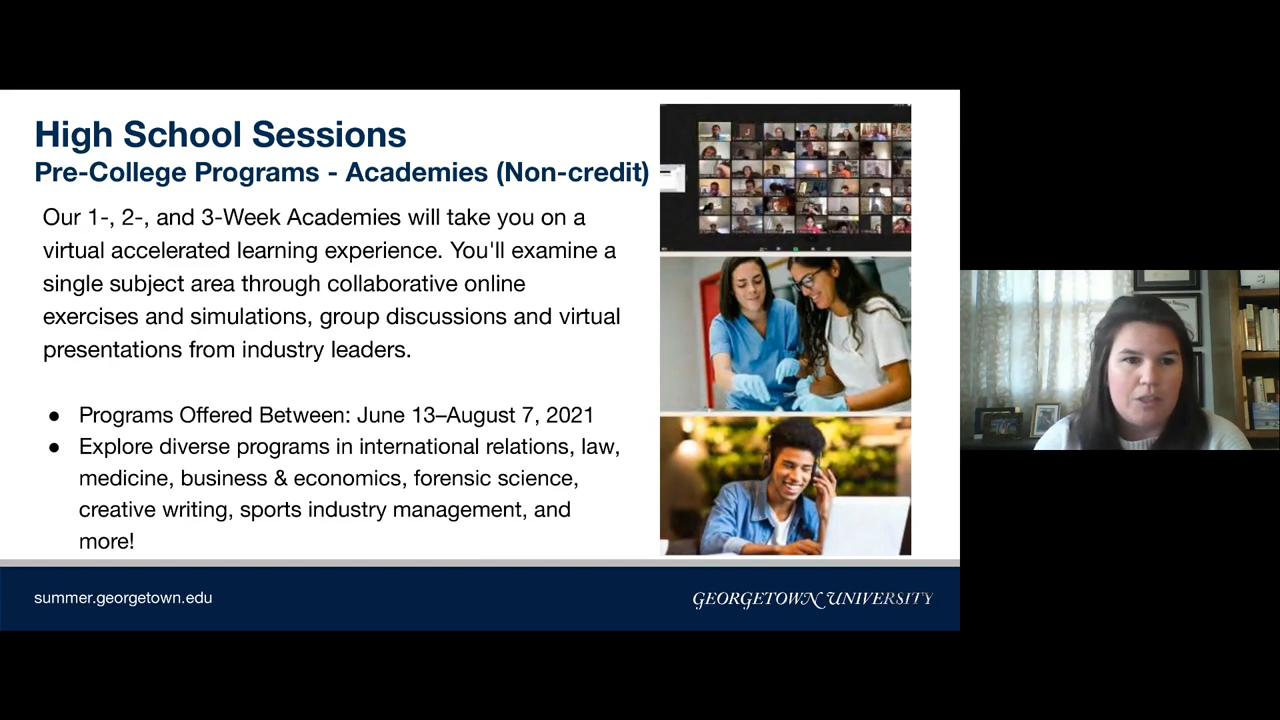 High School Sessions
Pre-College Programs - Academies (Non-credit)
Our 1-, 2-, and 3-Week Academies will take you on a
virtual accelerated learning experience. You'll examine a
single subject area through collaborative online
exercises and simulations, group discussions and virtual
presentations from industry leaders.
● Programs Offered Between: June 13–August 7, 2021
● Explore diverse programs in international relations, law,
medicine, business & economics, forensic science,
creative writing, sports industry management, and
more!
summer.georgetown.edu
GEORGETOWN UNIVERSITY